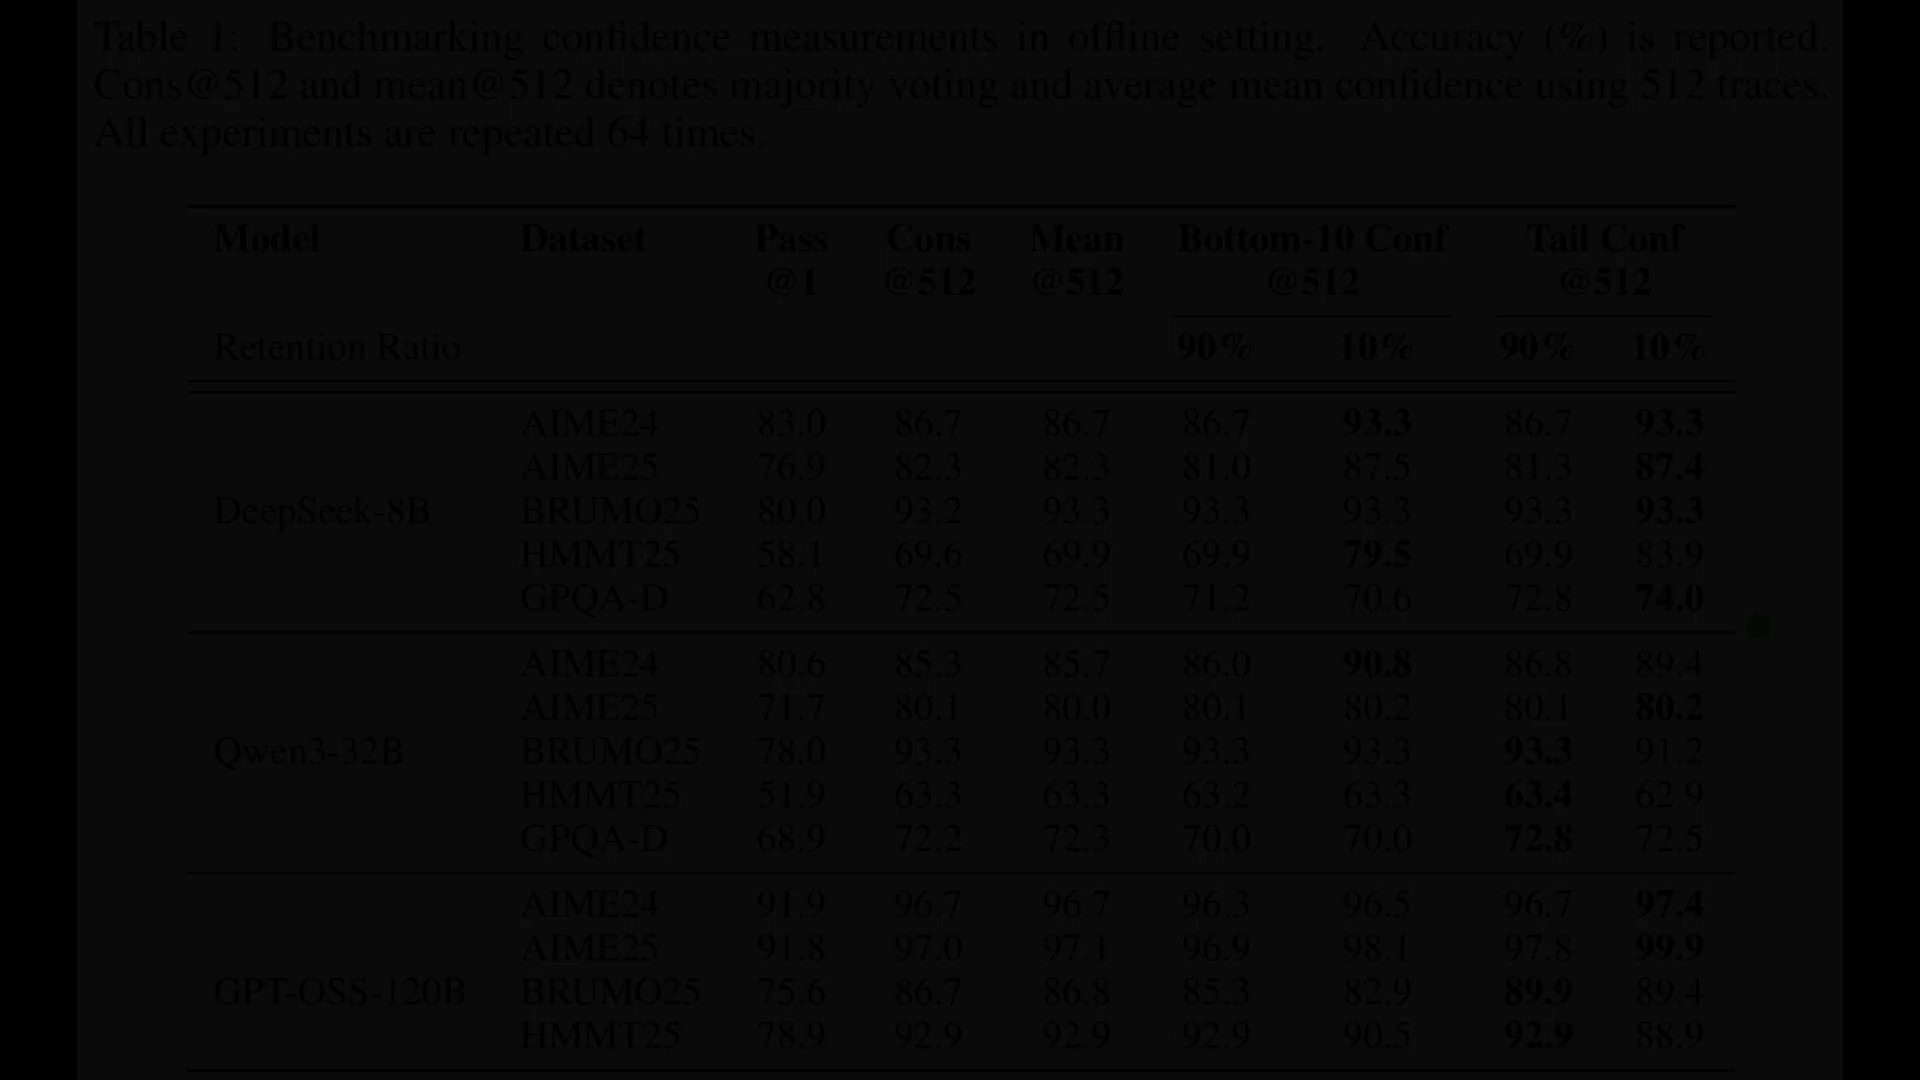 Table 1: Benchmarking confidence measurements in offline setting. Accuracy (%) is reported.
Cons@512 and mean@512 denotes majority voting and average mean confidence using 512 traces.
All experiments are repeated 64 times.
Model Dataset Pass Cons Mean Bottom-10 Conf Tail Conf
@1 @512 @512 @512 @512
Retention Ratio 90% 10% 90% 10%
AIME24 83.0 86.7 86.7 86.7 93.3 86.7 93.3
AIME25 76.9 82.3 82.3 81.0 87.5 81.3 87.4
DeepSeek-8B BRUMO25 80.0 93.2 93.3 93.3 93.3 93.3 93.3
HMMT25 58.1 69.6 69.9 69.9 79.5 69.9 83.9
GPQA-D 62.8 72.5 72.5 71.2 70.6 72.8 74.0
AIME24 80.6 85.3 85.7 86.0 90.8 86.8 89.4
AIME25 71.7 80.1 80.0 80.1 80.2 80.1 80.2
Qwen3-32B BRUMO25 78.0 93.3 93.3 93.3 93.3 93.3 91.2
HMMT25 51.9 63.3 63.3 63.2 63.3 63.4 62.9
GPQA-D 68.9 72.2 72.3 70.0 70.0 72.8 72.5
AIME24 91.9 96.7 96.7 96.3 96.5 96.7 97.4
AIME25 91.8 97.0 97.1 96.9 98.1 97.8 99.9
GPT-OSS-120B BRUMO25 75.6 86.7 86.8 85.3 82.9 89.9 89.4
HMMT25 78.9 92.9 92.9 92.9 90.5 92.9 88.9